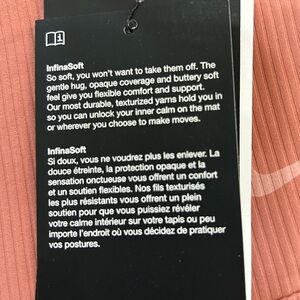 InfinaSoft
So soft, you won't want to take them off. The
gentle hug, opaque coverage and buttery soft
feel give you flexible comfort and support.
Our most durable, texturized yarns hold you in
so you can unlock your inner calm on the mat
or wherever you choose to make moves.
InfinaSoft
Si doux, vous ne voudrez plus les enlever. La
douce étreinte, la protection opaque et la
sensation onctueuse vous offrent un confort
et un soutien flexibles. Nos fils texturisés
les plus résistants vous offrent un plein
soutien pour que vous puissiez révéler
votre calme intérieur sur votre tapis ou peu
importe l'endroit où vous décidez de pratiquer
vos postures.